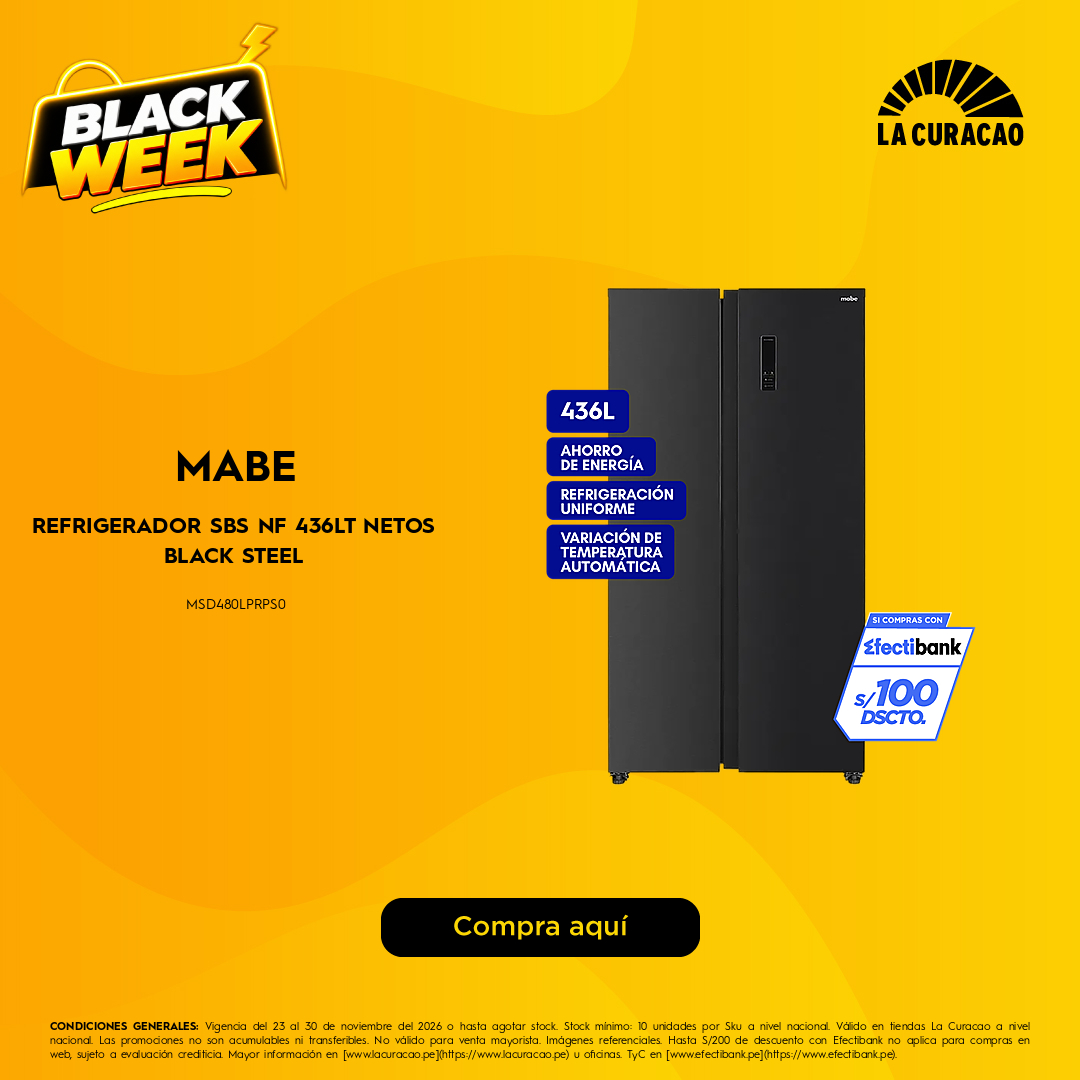 BLACK
WEEK
LA CURACAO
mabe
436L
AHORRO
DE ENERGÍA
REFRIGERACIÓN
UNIFORME
VARIACIÓN DE
TEMPERATURA
AUTOMÁTICA
MABE
REFRIGERADOR SBS NF 436LT NETOS
BLACK STEEL
MSD480LPRPS0
SI COMPRAS CON
Efectibank
S/100
DSCTO.
Compra aquí
CONDICIONES GENERALES: Vigencia del 23 al 30 de noviembre del 2026 o hasta agotar stock. Stock mínimo: 10 unidades por Sku a nivel nacional. Válido en tiendas La Curacao a nivel
nacional. Las promociones no son acumulables ni transferibles. No válido para venta mayorista. Imágenes referenciales. Hasta S/200 de descuento con Efectibank no aplica para compras en
web, sujeto a evaluación crediticia. Mayor información en [www.lacuracao.pe](https://www.lacuracao.pe) u oficinas. TyC en [www.efectibank.pe](https://www.efectibank.pe).